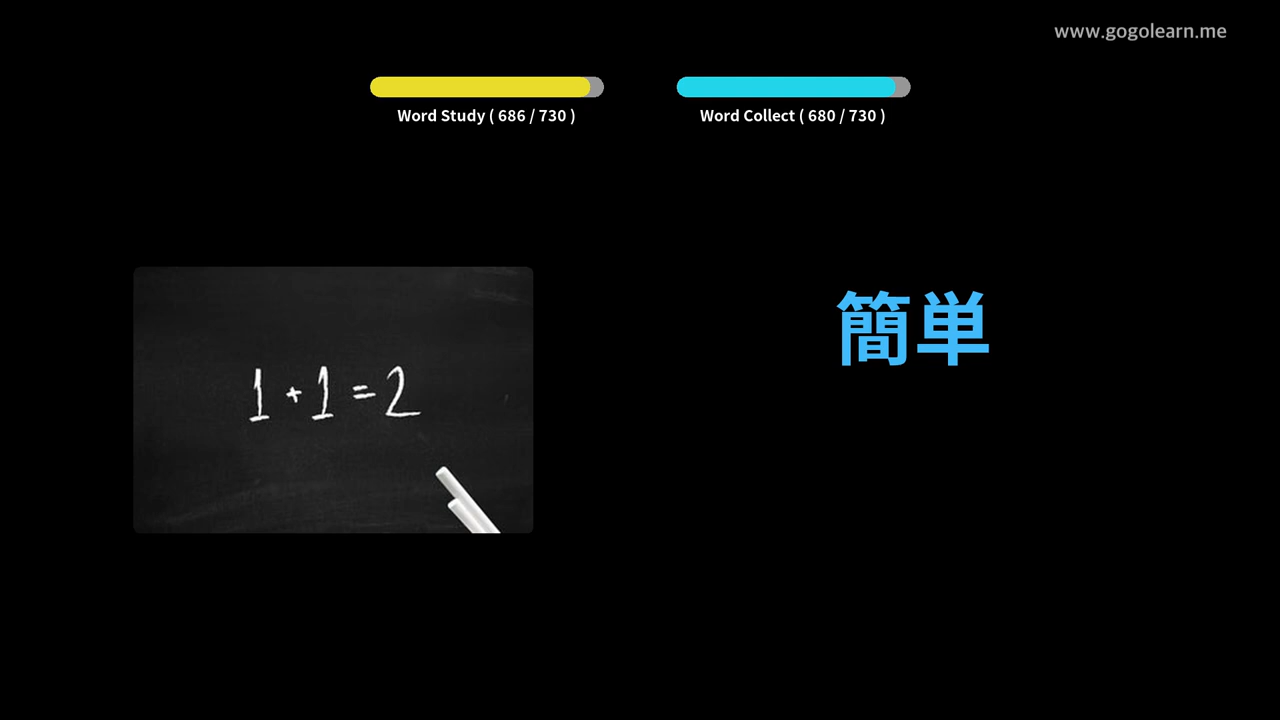 www.gogolearn.me
Word Study ( 686 / 730 )
Word Collect ( 680 / 730 )
1 + 1 = 2
簡単